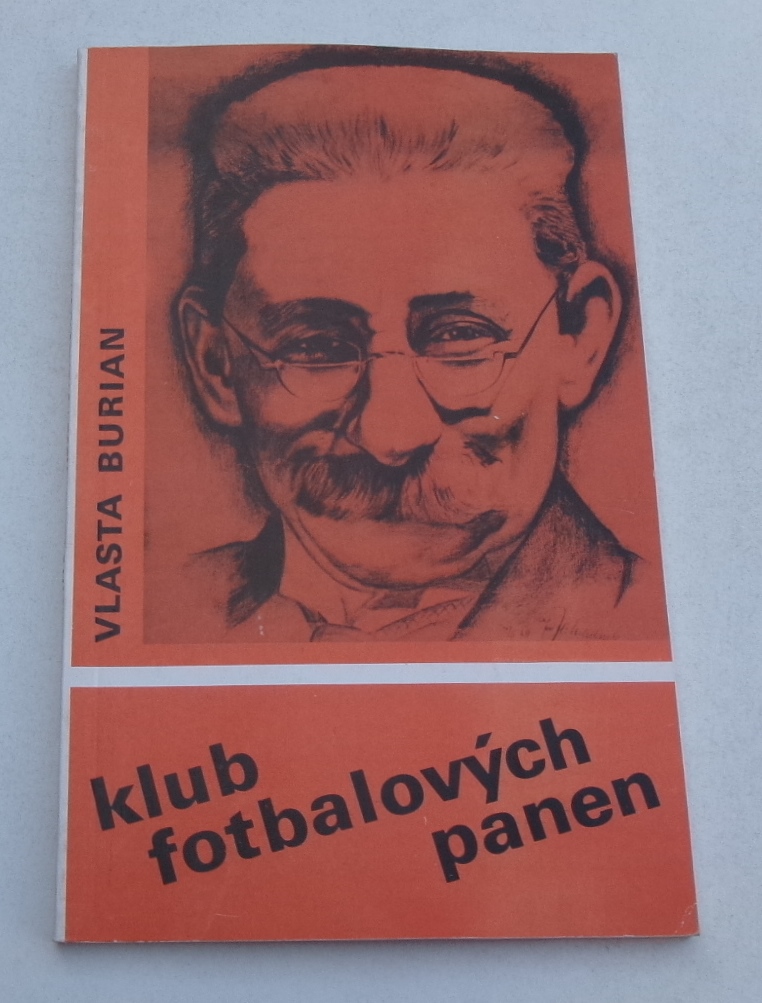 VLASTA BURIAN
klub
fotbalových
panen